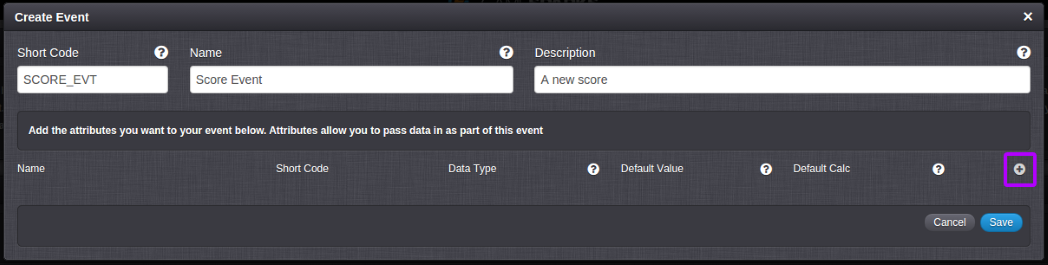 Create Event
Short Code Name Description
SCORE_EVT Score Event A new score
Add the attributes you want to your event below. Attributes allow you to pass data in as part of this event
Name Short Code Data Type Default Value Default Calc
Cancel Save